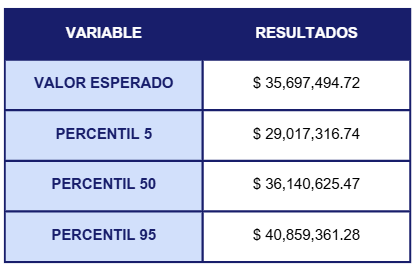 VARIABLE RESULTADOS
VALOR ESPERADO $ 35,697,494.72
PERCENTIL 5 $ 29,017,316.74
PERCENTIL 50 $ 36,140,625.47
PERCENTIL 95 $ 40,859,361.28